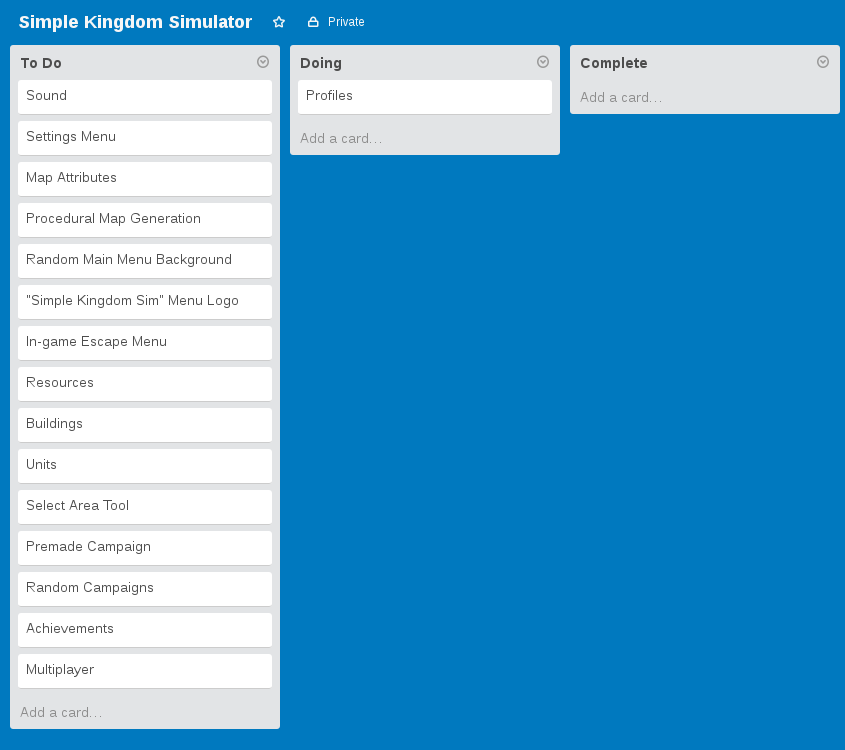 Simple Kingdom Simulator Private
To Do
Sound
Settings Menu
Map Attributes
Procedural Map Generation
Random Main Menu Background
"Simple Kingdom Sim" Menu Logo
In-game Escape Menu
Resources
Buildings
Units
Select Area Tool
Premade Campaign
Random Campaigns
Achievements
Multiplayer
Add a card...
Doing
Profiles
Add a card...
Complete
Add a card...